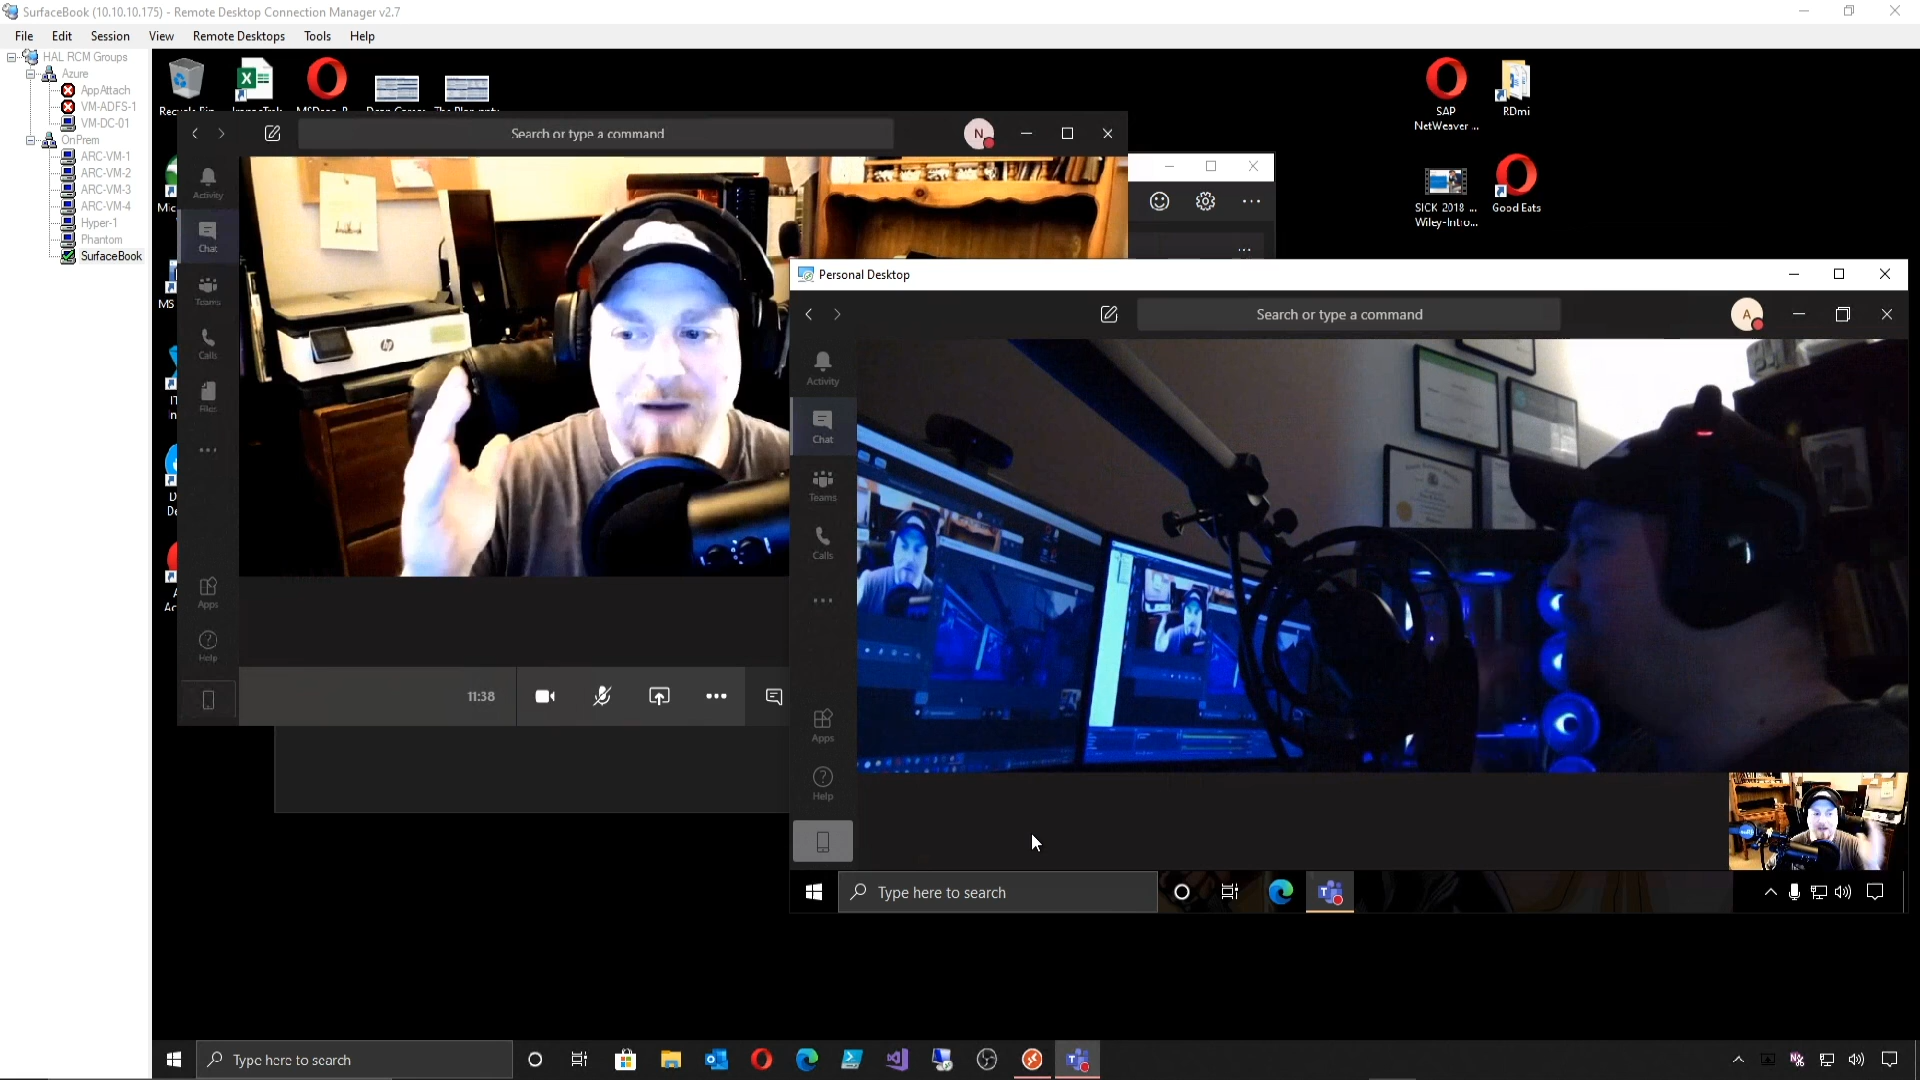 SurfaceBook (10.10.10.175) - Remote Desktop Connection Manager v2.7
File Edit Session View Remote Desktops Tools Help
HAL RCM Groups
Azure
AppAttach
VM-ADFS-1
VM-DC-01
OnPrem
ARC-VM-1
ARC-VM-2
ARC-VM-3
ARC-VM-4
Hyper-1
Phantom
SurfaceBook
SAP
NetWeaver ...
RDmi
SICK 2018 ...
Wiley-Intro...
Good Eats
Search or type a command
N
Activity
Chat
Teams
Calls
Files
Apps
Help
hp
11:38
Personal Desktop
Search or type a command
A
Activity
Chat
Teams
Calls
Apps
Help
Type here to search
Type here to search